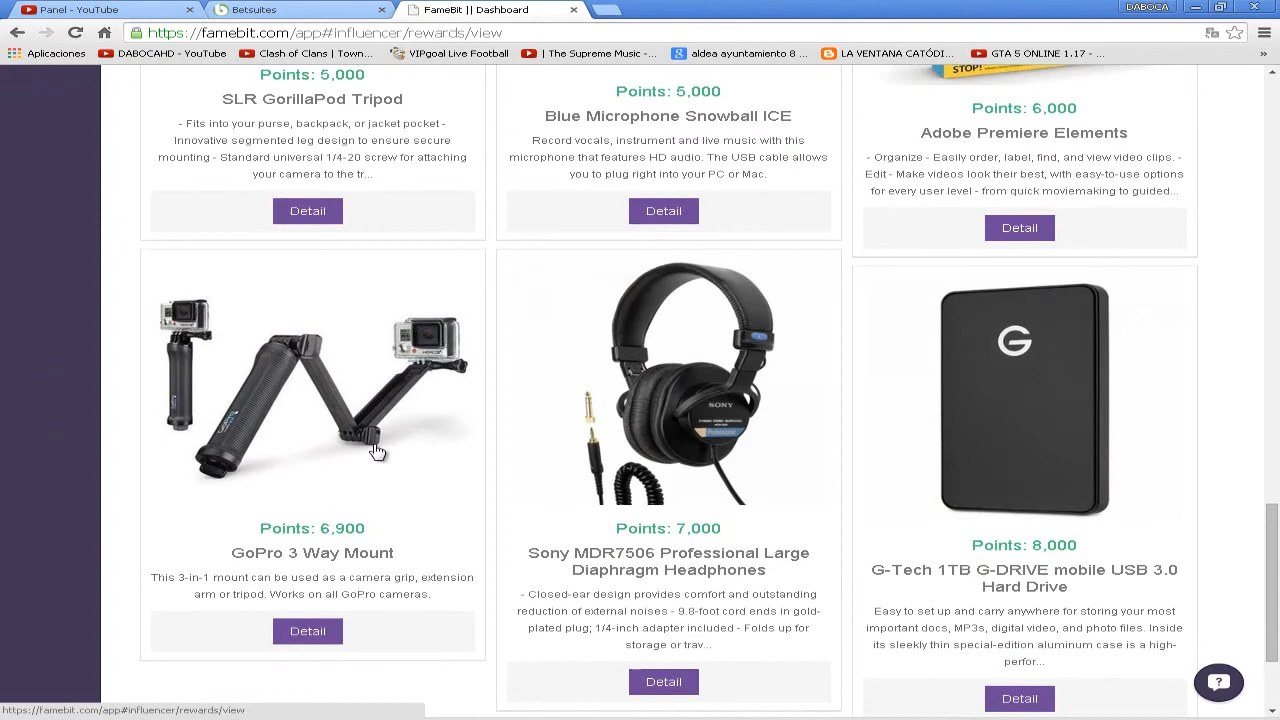 Panel - YouTube
Betsuites
FameBit || Dashboard
DABOCA
https://famebit.com/app#influencer/rewards/view
Aplicaciones
DABOCAHD - YouTube
Clash of Clans | Town...
VIPgoal Live Football
| The Supreme Music -...
aldea ayuntamiento 8
LA VENTANA CATÓLI...
GTA 5 ONLINE 1.17 - ...
»
Points: 5,000
SLR GorillaPod Tripod
- Fits into your purse, backpack, or jacket pocket -
Innovative segmented leg design to ensure secure
mounting - Standard universal 1/4-20 screw for attaching
your camera to the tr...
Detail
Points: 5,000
Blue Microphone Snowball ICE
Record vocals, instrument and live music with this
microphone that features HD audio. The USB cable allows
you to plug right into your PC or Mac.
Detail
STOP!
Points: 6,000
Adobe Premiere Elements
- Organize - Easily order, label, find, and view video clips. -
Edit - Make videos look their best, with easy-to-use options
for every user level - from quick moviemaking to guided...
Detail
Points: 6,900
GoPro 3 Way Mount
This 3-in-1 mount can be used as a camera grip, extension
arm or tripod. Works all GoPro cameras.
Detail
SONY
Professional
Points: 7,000
Sony MDR7506 Professional Large
Diaphragm Headphones
- Closed-ear design provides comfort and outstanding
reduction of external noises - 9.8-foot cord ends in gold-
plated plug; 1/4-inch adapter included - Folds up for
storage or trav...
Detail
G
Points: 8,000
G-Tech 1TB G-DRIVE mobile USB 3.0
Hard Drive
Easy to set up and carry anywhere for storing your most
important docs, MP3s, digital video, and photo files. Inside
its sleekly thin special-edition aluminum case is a high-
perfor...
Detail
?
https://famebit.com/app#influencer/rewards/view